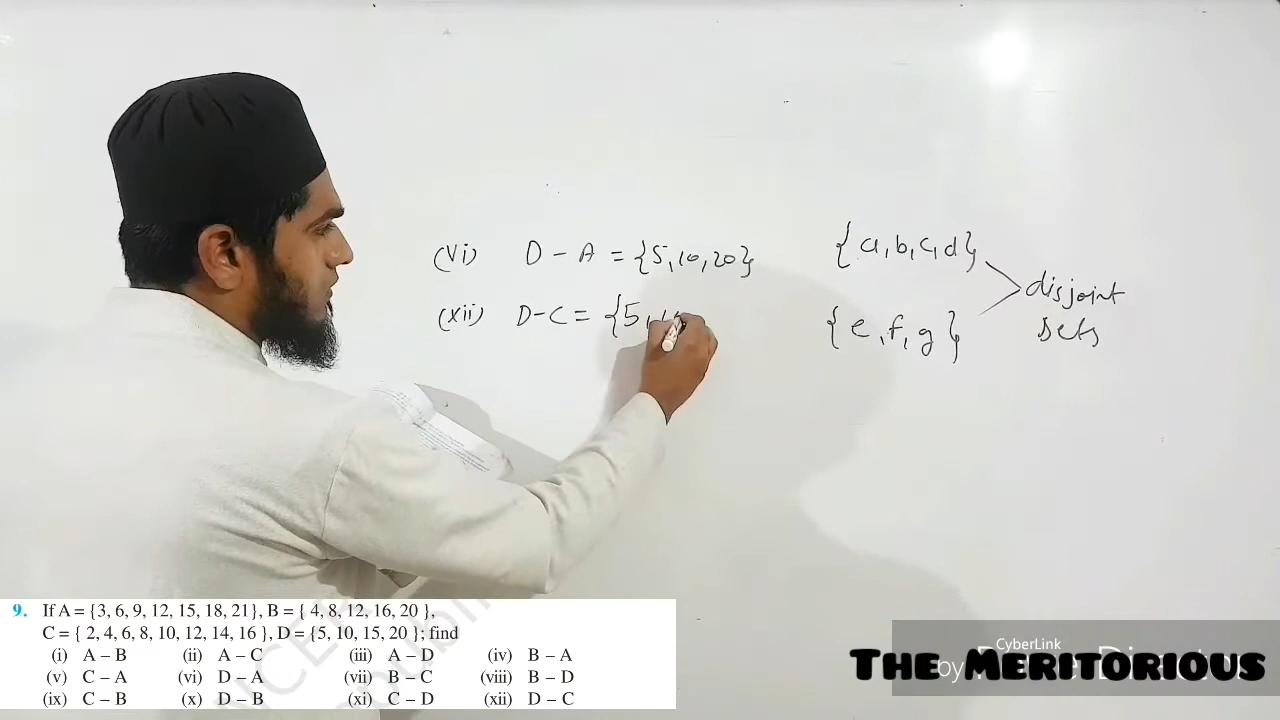 (vi) D - A = {5, 10, 20}
(xii) D - C = {5, 
{a, b, c, d}
{e, f, g}
disjoint
sets
9. If A = {3, 6, 9, 12, 15, 18, 21}, B = { 4, 8, 12, 16, 20 },
C = { 2, 4, 6, 8, 10, 12, 14, 16 }, D = {5, 10, 15, 20 }; find
(i) A – B (ii) A – C (iii) A – D (iv) B – A
(v) C – A (vi) D – A (vii) B – C (viii) B – D
(ix) C – B (x) D – B (xi) C – D (xii) D – C
CyberLink
by
The Meritorious